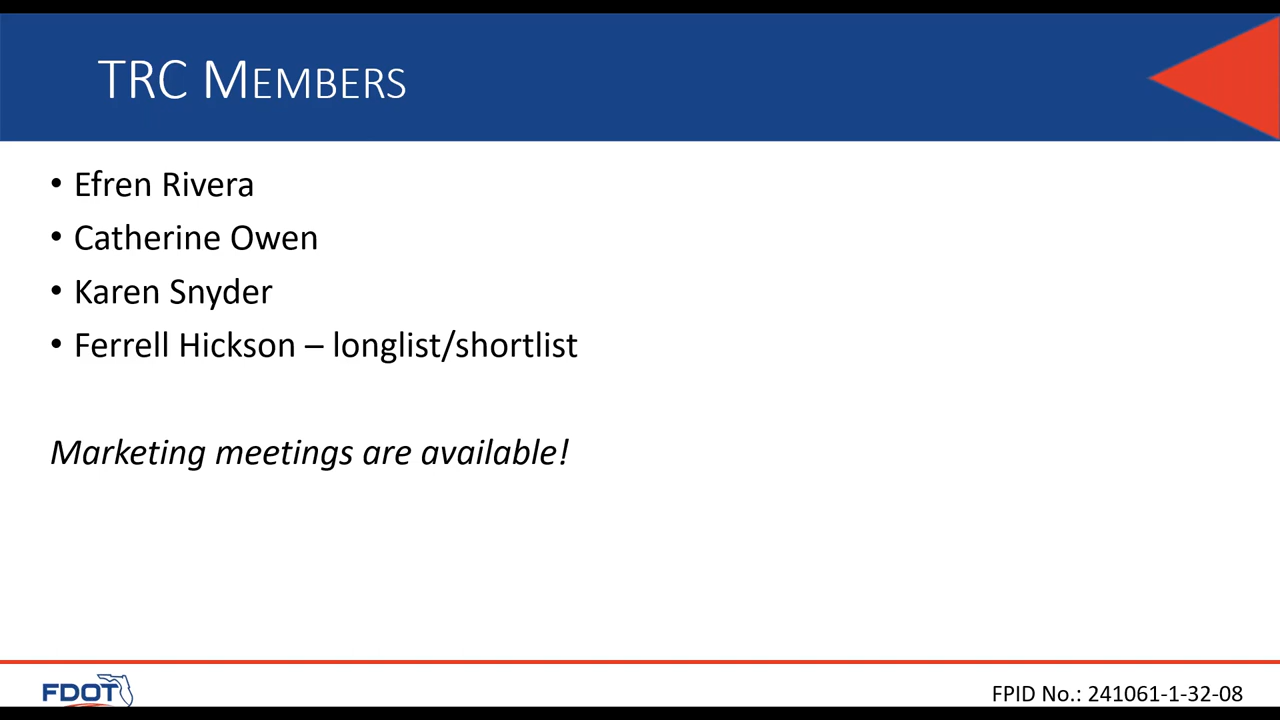 TRC MEMBERS
• Efren Rivera
• Catherine Owen
• Karen Snyder
• Ferrell Hickson – longlist/shortlist
Marketing meetings are available!
FDOT
FPID No.: 241061-1-32-08